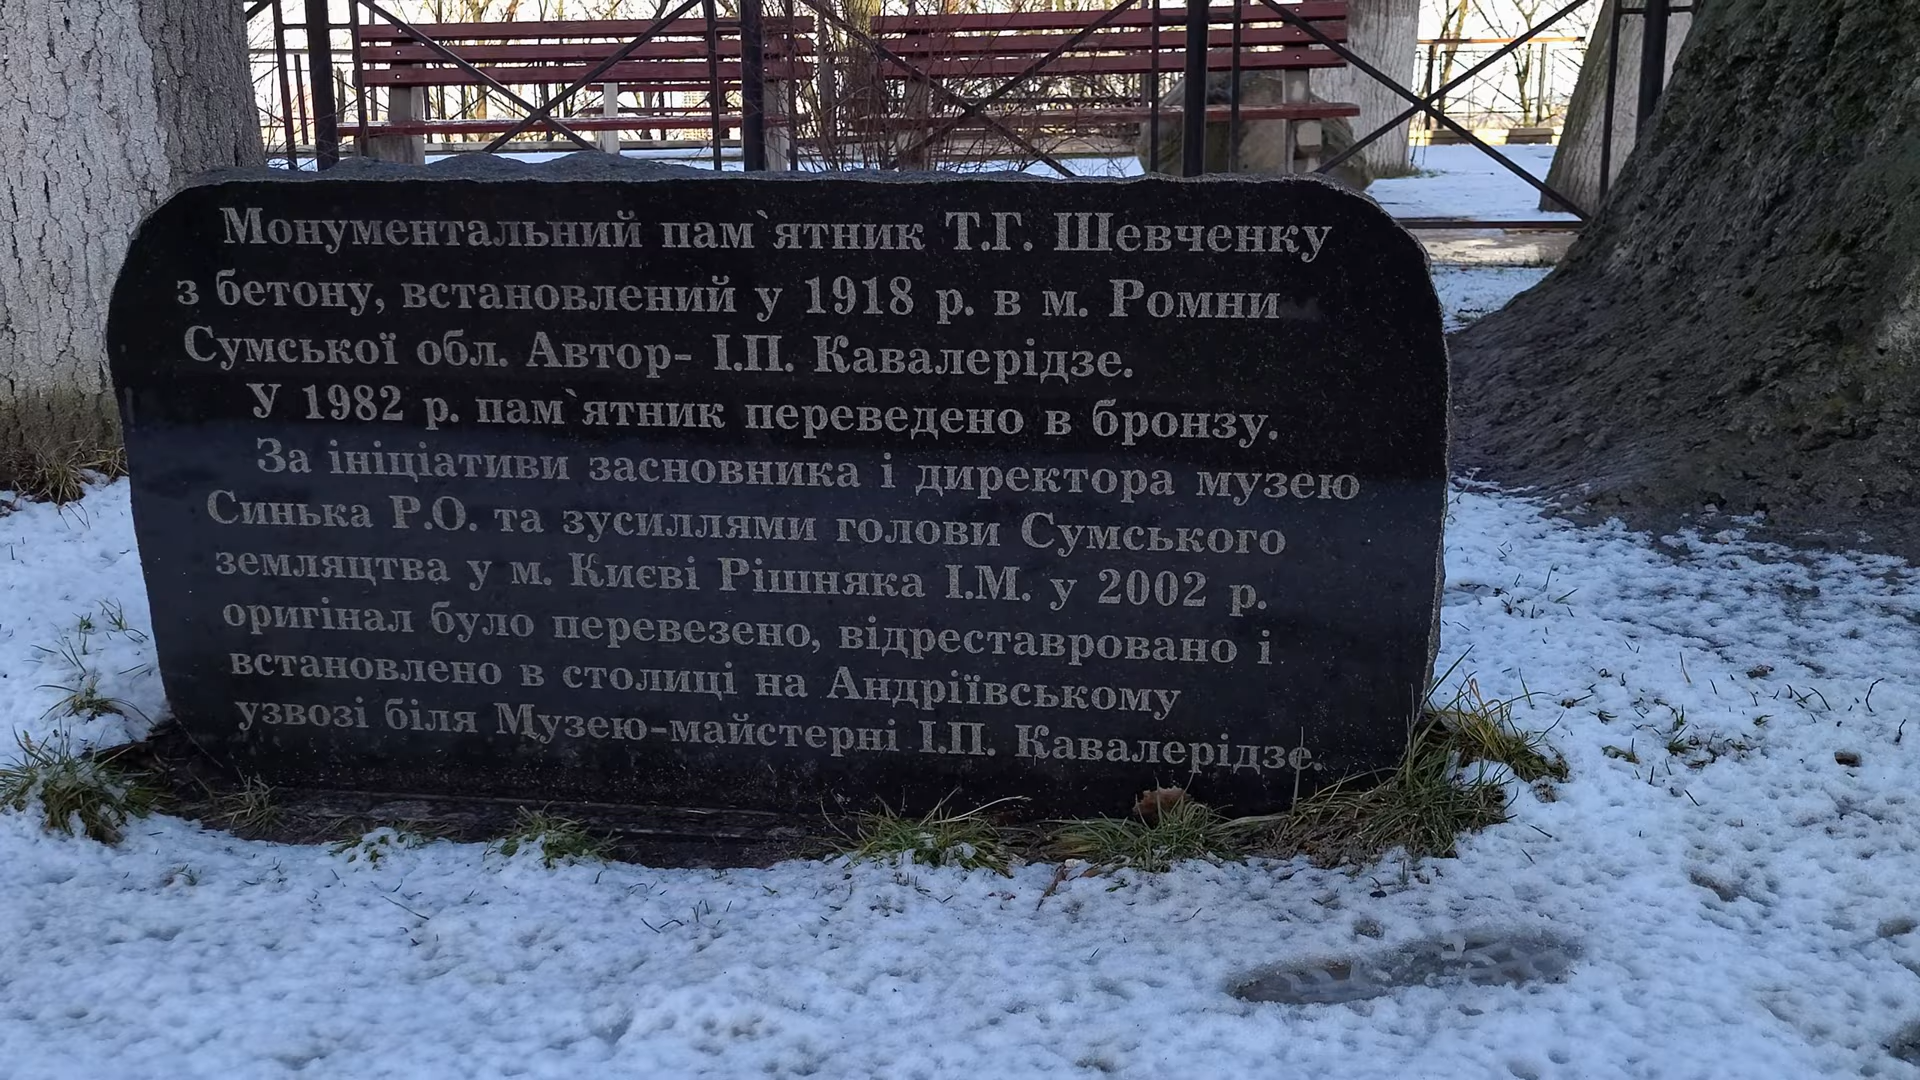 Монументальний пам`ятник Т.Г. Шевченку
з бетону, встановлений у 1918 р. в м. Ромни
Сумської обл. Автор- І.П. Кавалерідзе.
У 1982 р. пам`ятник переведено в бронзу.
За ініціативи засновника і директора музею
Синька Р.О. та зусиллями голови Сумського
земляцтва у м. Києві Рішняка І.М. у 2002 р.
оригінал було перевезено, відреставровано і
встановлено в столиці на Андріївському
узвозі біля Музею-майстерні І.П. Кавалерідзе.